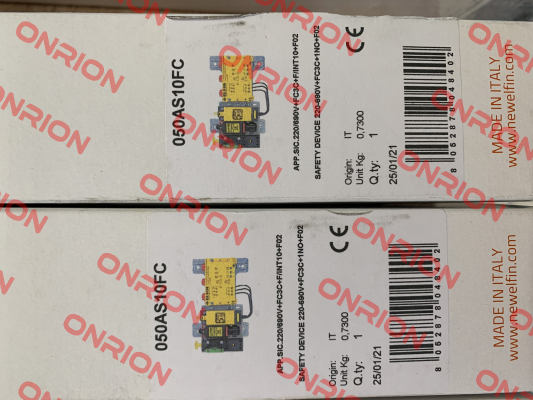 050AS10FC
APP.SIC.220/690V+FC3C+F/INT10+F02
SAFETY DEVICE 220-690V+FC3C+1NO+F02
Origin: IT
Unit Kg: 0,7300
Q.ty: 1
25/01/21
8 052878 048402
MADE IN ITALY
www.newelfin.com
CE
050AS10FC
APP.SIC.220/690V+FC3C+F/INT10+F02
SAFETY DEVICE 220-690V+FC3C+1NO+F02
Origin: IT
Unit Kg: 0,7300
Q.ty: 1
25/01/21
8 052878 048402
MADE IN ITALY
www.newelfin.com
CE
ONRION
ONRION
ONRION
ONRION
ONRION
ONRION
ONRION
ONRION
ONRION
ONRION
ONRION
ONRION